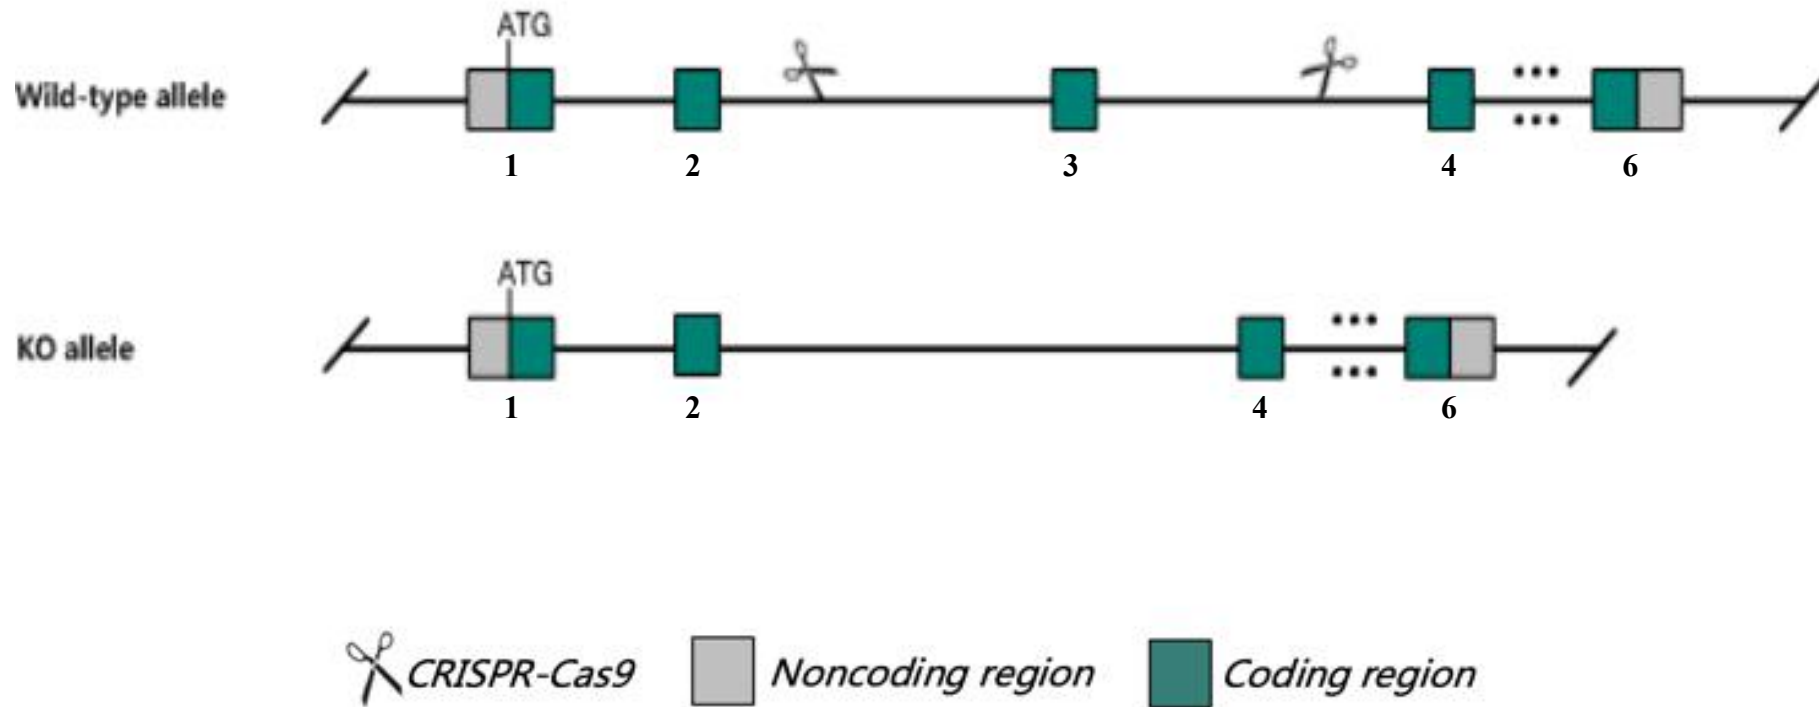 ATG
Wild-type allele
1 2 3 4 6
ATG
KO allele
1 2 4 6
CRISPR-Cas9 Noncoding region Coding region